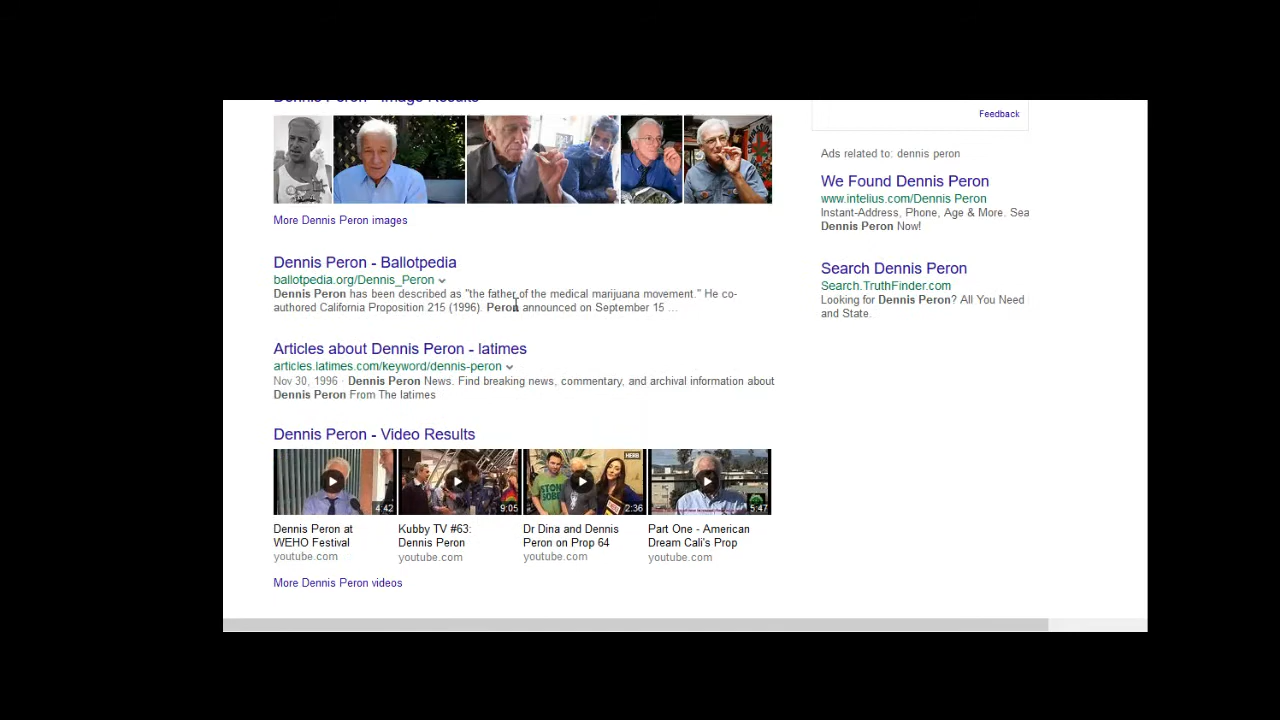 Dennis Peron - Image Results
More Dennis Peron images
Dennis Peron - Ballotpedia
ballotpedia.org/Dennis_Peron
Dennis Peron has been described as "the father of the medical marijuana movement." He co-
authored California Proposition 215 (1996). Peron announced on September 15 ...
Articles about Dennis Peron - latimes
articles.latimes.com/keyword/dennis-peron
Nov 30, 1996 · Dennis Peron News. Find breaking news, commentary, and archival information about
Dennis Peron From The latimes
Dennis Peron - Video Results
4:42
9:05
HERB
2:36
5:47
Dennis Peron at
WEHO Festival
youtube.com
Kubby TV #63:
Dennis Peron
youtube.com
Dr Dina and Dennis
Peron on Prop 64
youtube.com
Part One - American
Dream Cali's Prop
youtube.com
More Dennis Peron videos
Feedback
Ads related to: dennis peron
We Found Dennis Peron
www.intelius.com/Dennis Peron
Instant-Address, Phone, Age & More. Sea
Dennis Peron Now!
Search Dennis Peron
Search.TruthFinder.com
Looking for Dennis Peron? All You Need
and State.